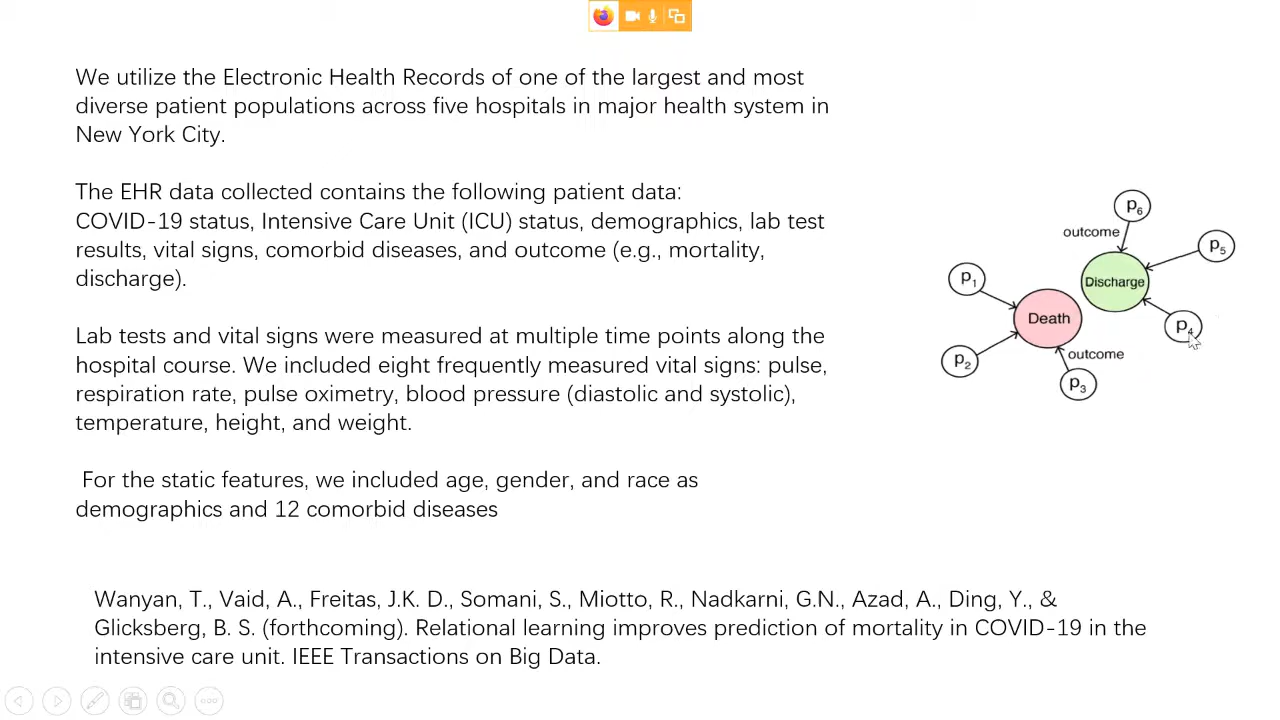 We utilize the Electronic Health Records of one of the largest and most
diverse patient populations across five hospitals in major health system in
New York City.
The EHR data collected contains the following patient data:
COVID-19 status, Intensive Care Unit (ICU) status, demographics, lab test
results, vital signs, comorbid diseases, and outcome (e.g., mortality,
discharge).
Lab tests and vital signs were measured at multiple time points along the
hospital course. We included eight frequently measured vital signs: pulse,
respiration rate, pulse oximetry, blood pressure (diastolic and systolic),
temperature, height, and weight.
For the static features, we included age, gender, and race as
demographics and 12 comorbid diseases
p6
outcome
p5
Discharge
p1
Death
p4
p2
outcome
p3
Wanyan, T., Vaid, A., Freitas, J.K. D., Somani, S., Miotto, R., Nadkarni, G.N., Azad, A., Ding, Y., &
Glicksberg, B. S. (forthcoming). Relational learning improves prediction of mortality in COVID-19 in the
intensive care unit. IEEE Transactions on Big Data.